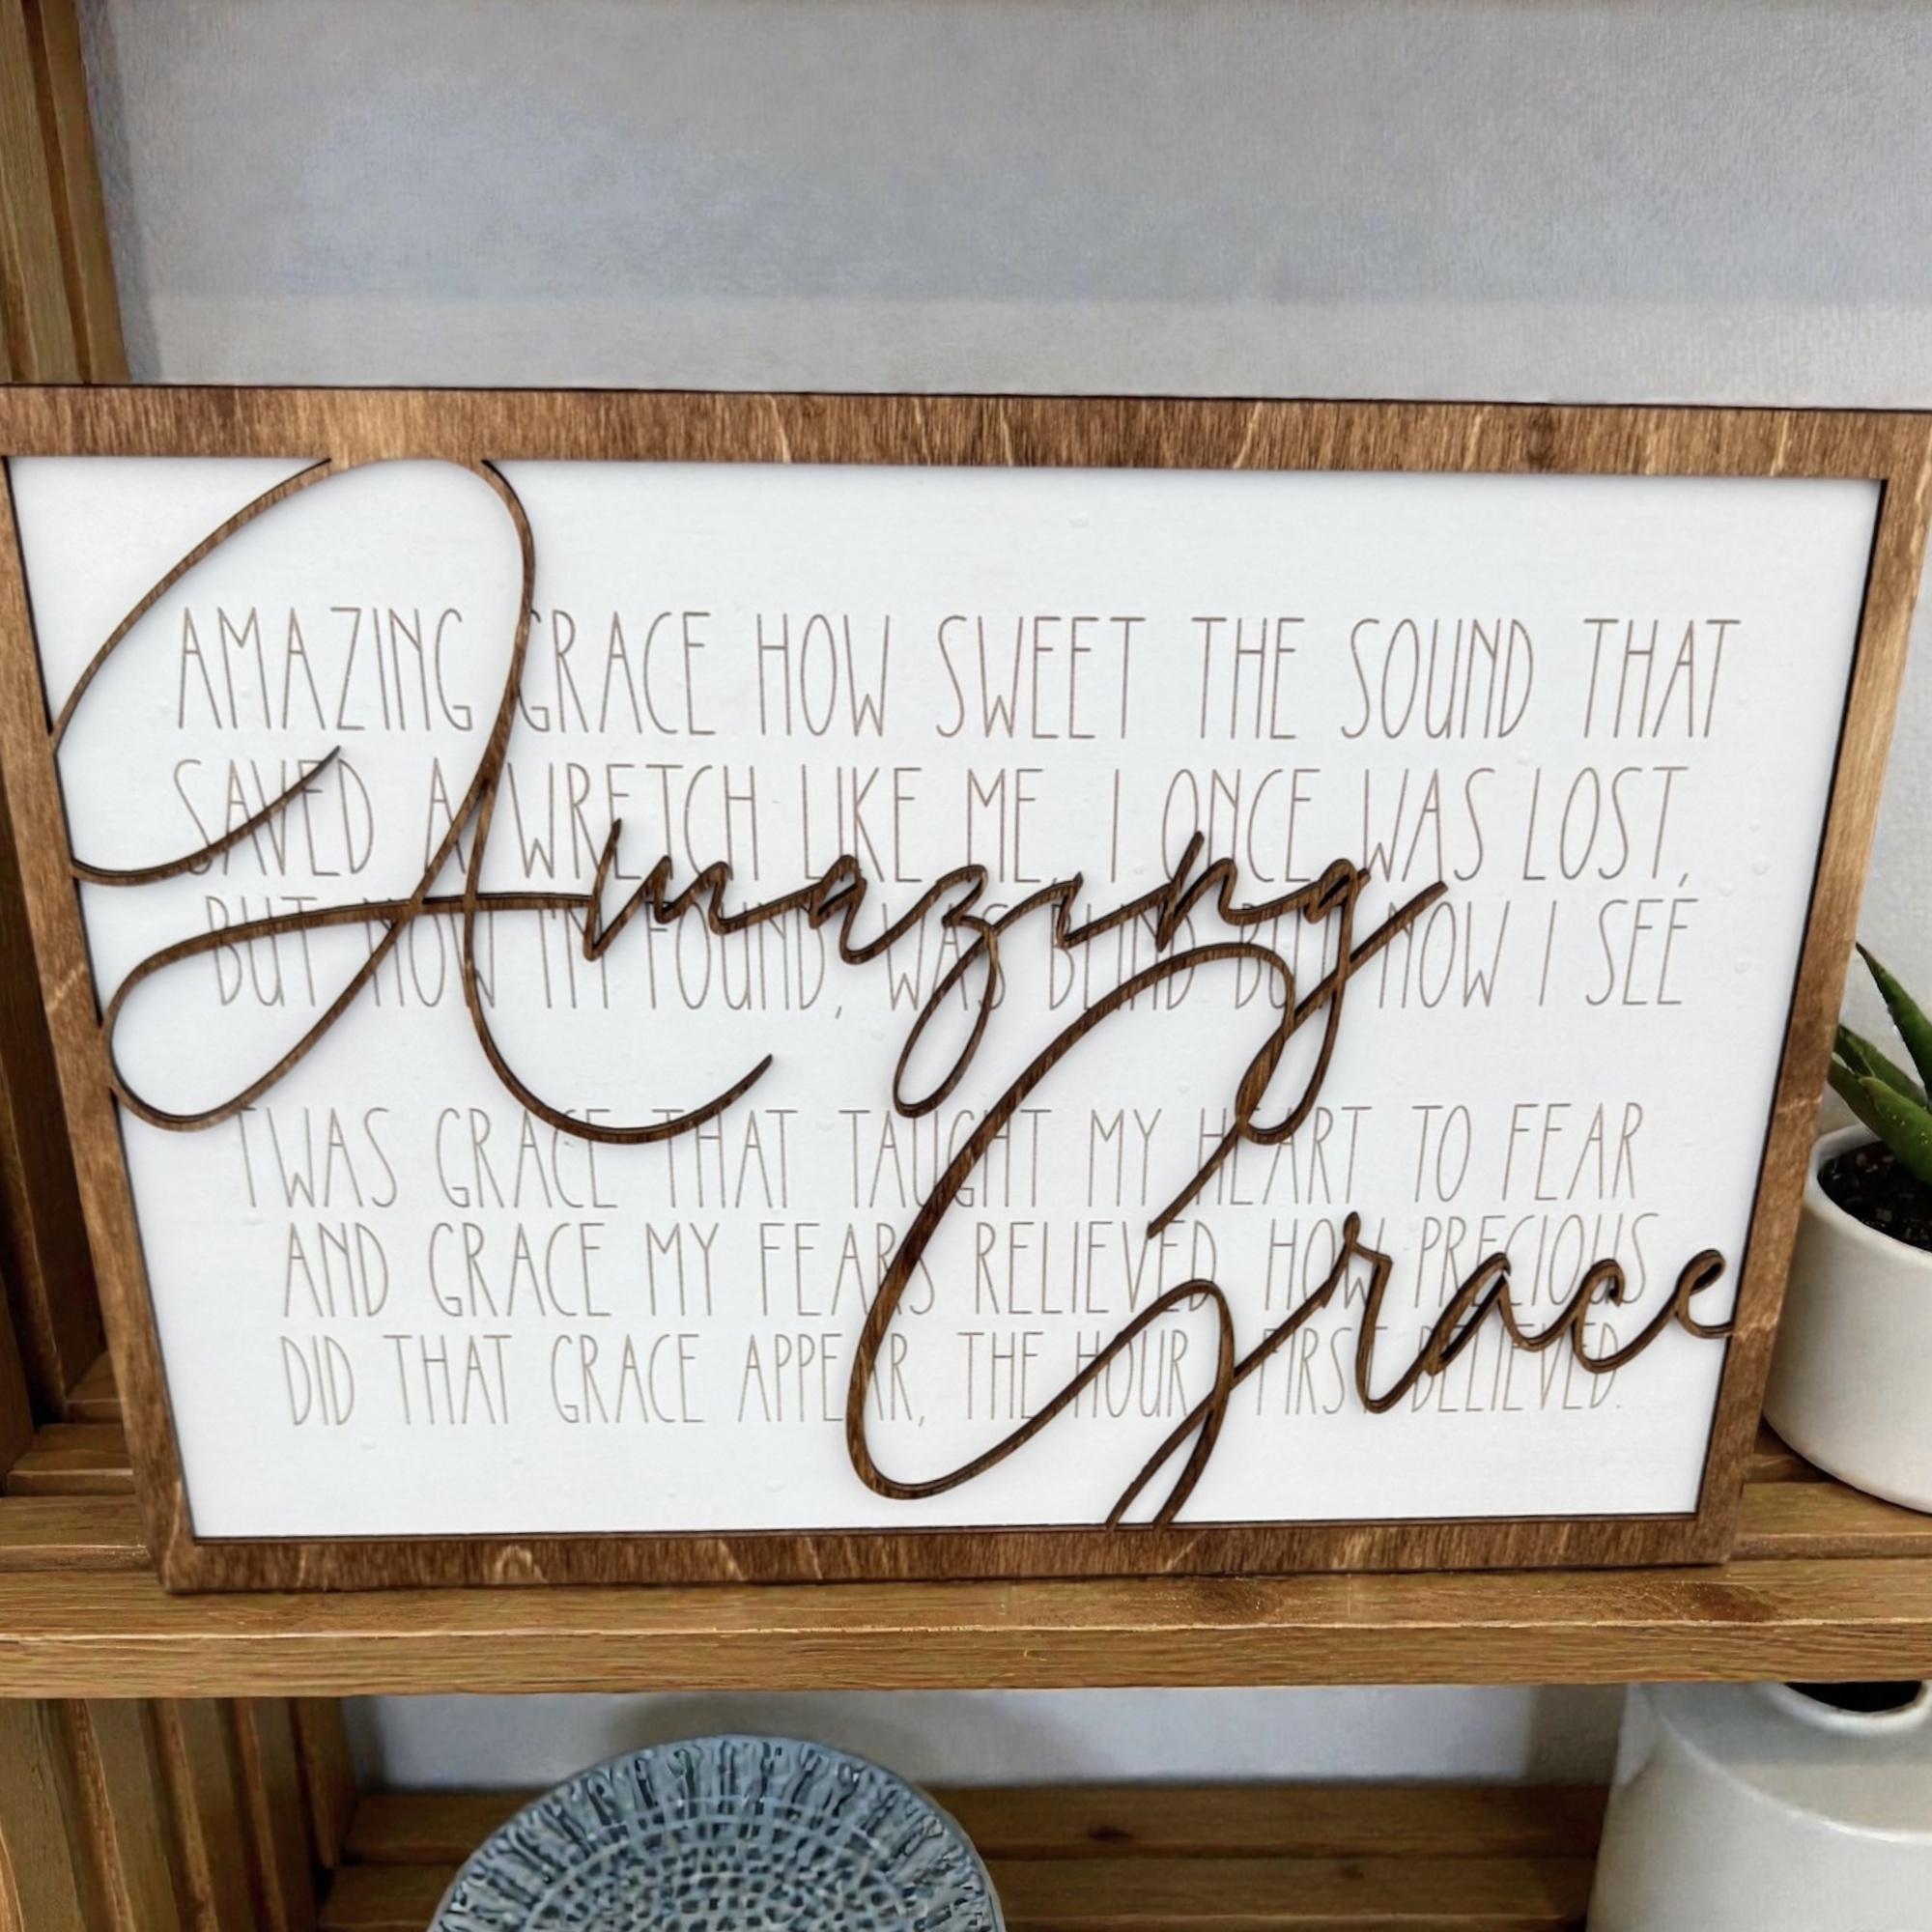 AMAZING GRACE HOW SWEET THE SOUND THAT
SAVED A WRETCH LIKE ME. I ONCE WAS LOST,
BUT NOW I'M FOUND, WAS BLIND BUT NOW I SEE
Amazing
TWAS GRACE THAT TAUGHT MY HEART TO FEAR
AND GRACE MY FEARS RELIEVED HOW PRECIOUS
DID THAT GRACE APPEAR, THE HOUR I FIRST BELIEVED.
Grace